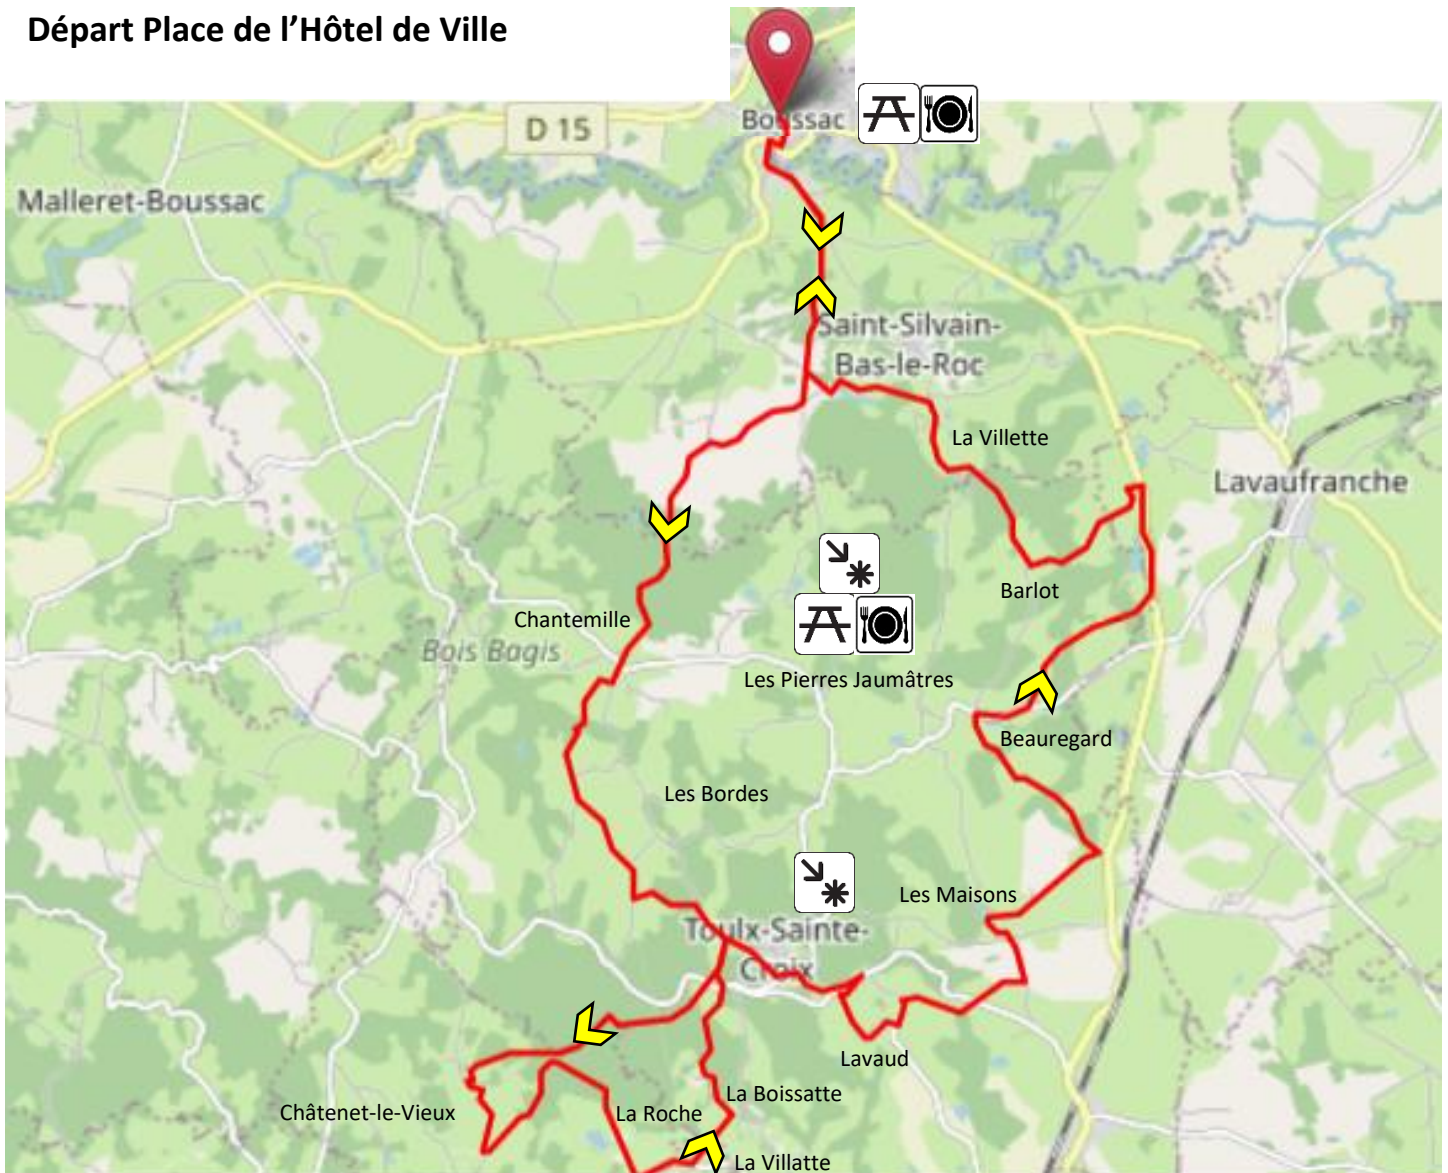 Départ Place de l’Hôtel de Ville
Boussac
D 15
Malleret-Boussac
Saint-Silvain-
Bas-le-Roc
La Villette
Lavaufranche
Barlot
Chantemille
Bois Bagis
Les Pierres Jaumâtres
Beauregard
Les Bordes
Les Maisons
Toulx-Sainte-
Croix
Lavaud
La Boissatte
Châtenet-le-Vieux
La Roche
La Villatte